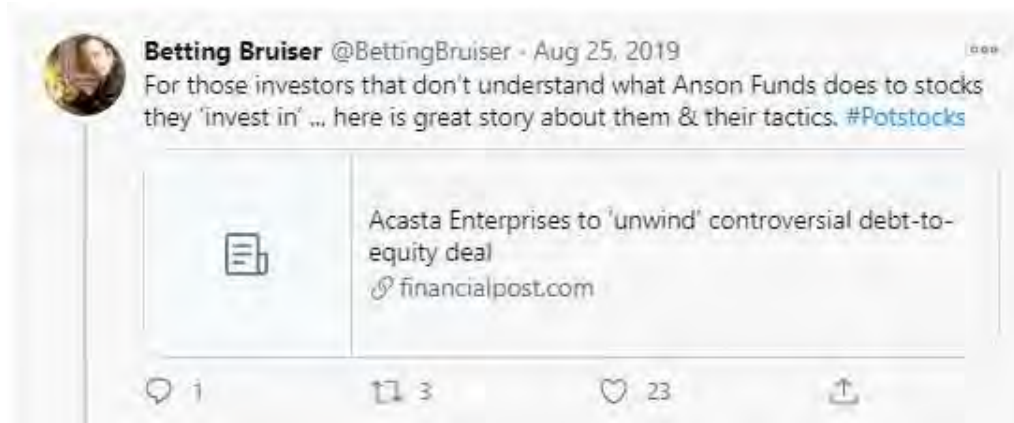 Betting Bruiser @BettingBruiser · Aug 25, 2019
For those investors that don't understand what Anson Funds does to stocks
they 'invest in' ... here is great story about them & their tactics. #Potstocks
Acasta Enterprises to 'unwind' controversial debt-to-
equity deal
financialpost.com
1 3 23